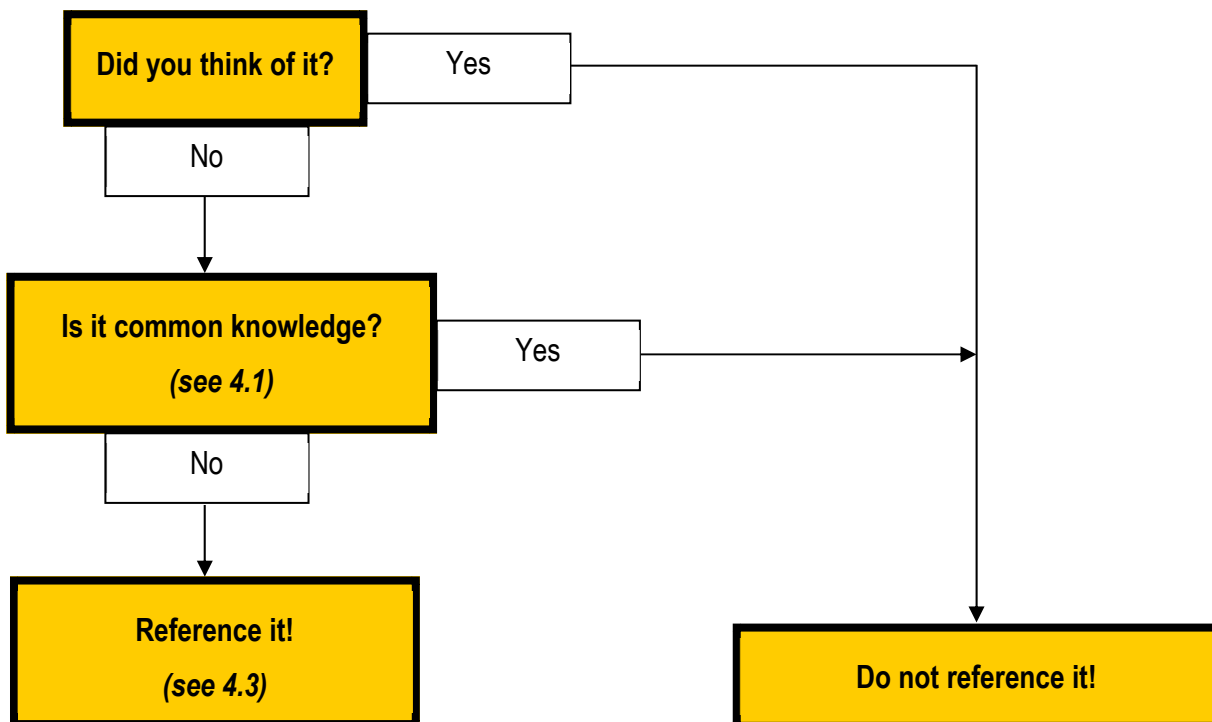 Did you think of it?
Yes
No
Is it common knowledge?
(see 4.1)
Yes
No
Reference it!
(see 4.3)
Do not reference it!